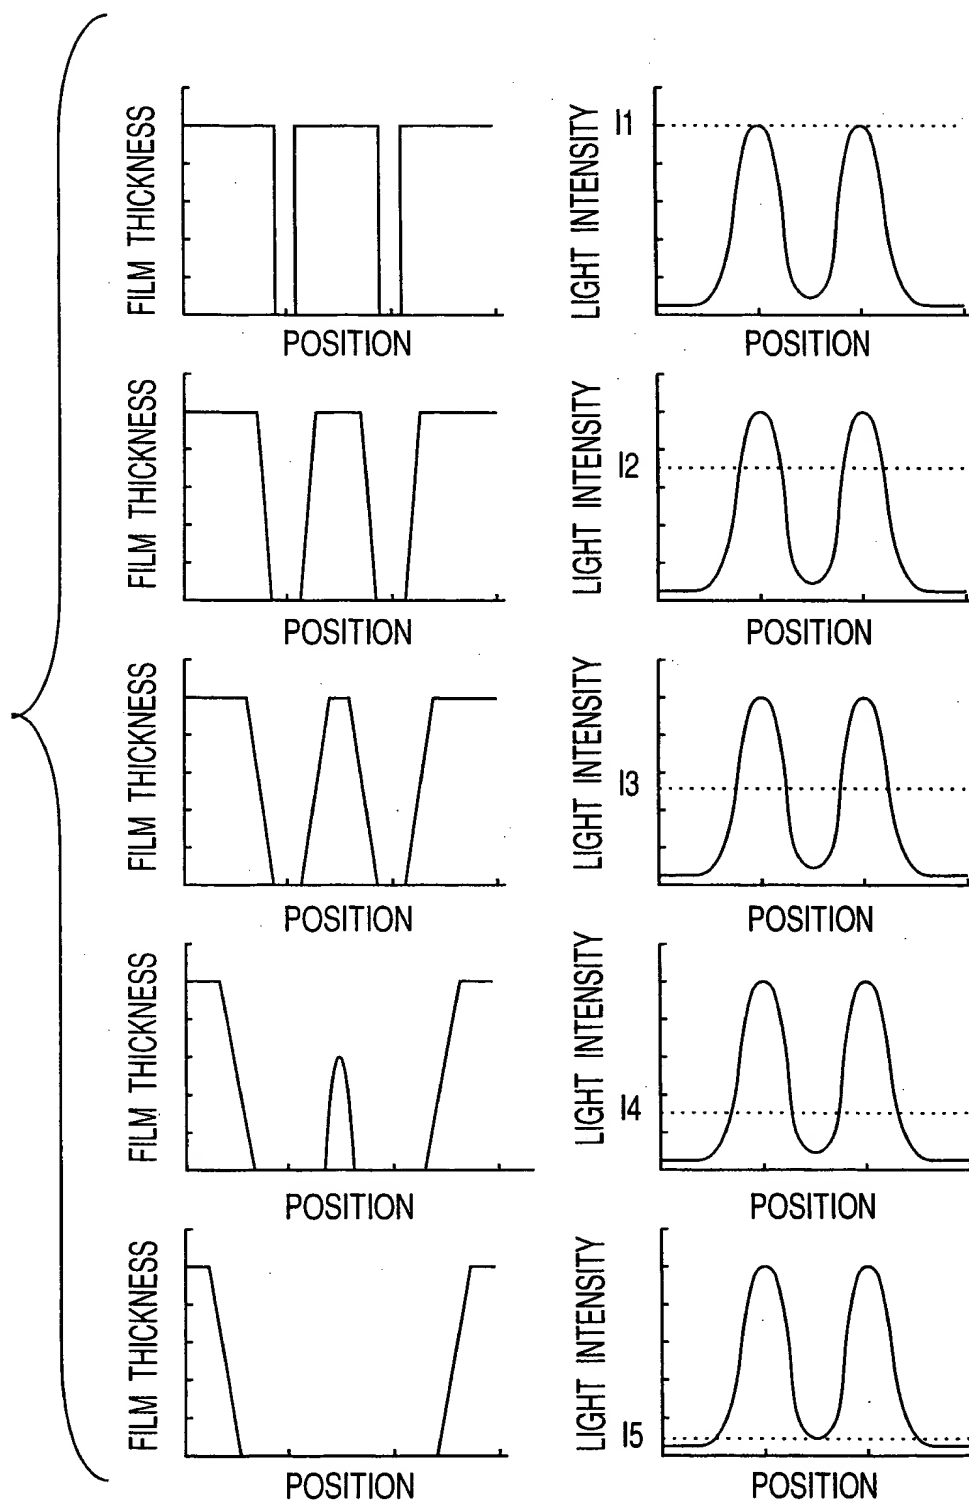 FILM THICKNESS
POSITION
LIGHT INTENSITY
I1
POSITION
FILM THICKNESS
POSITION
LIGHT INTENSITY
I2
POSITION
FILM THICKNESS
POSITION
LIGHT INTENSITY
I3
POSITION
FILM THICKNESS
POSITION
LIGHT INTENSITY
I4
POSITION
FILM THICKNESS
POSITION
LIGHT INTENSITY
I5
POSITION